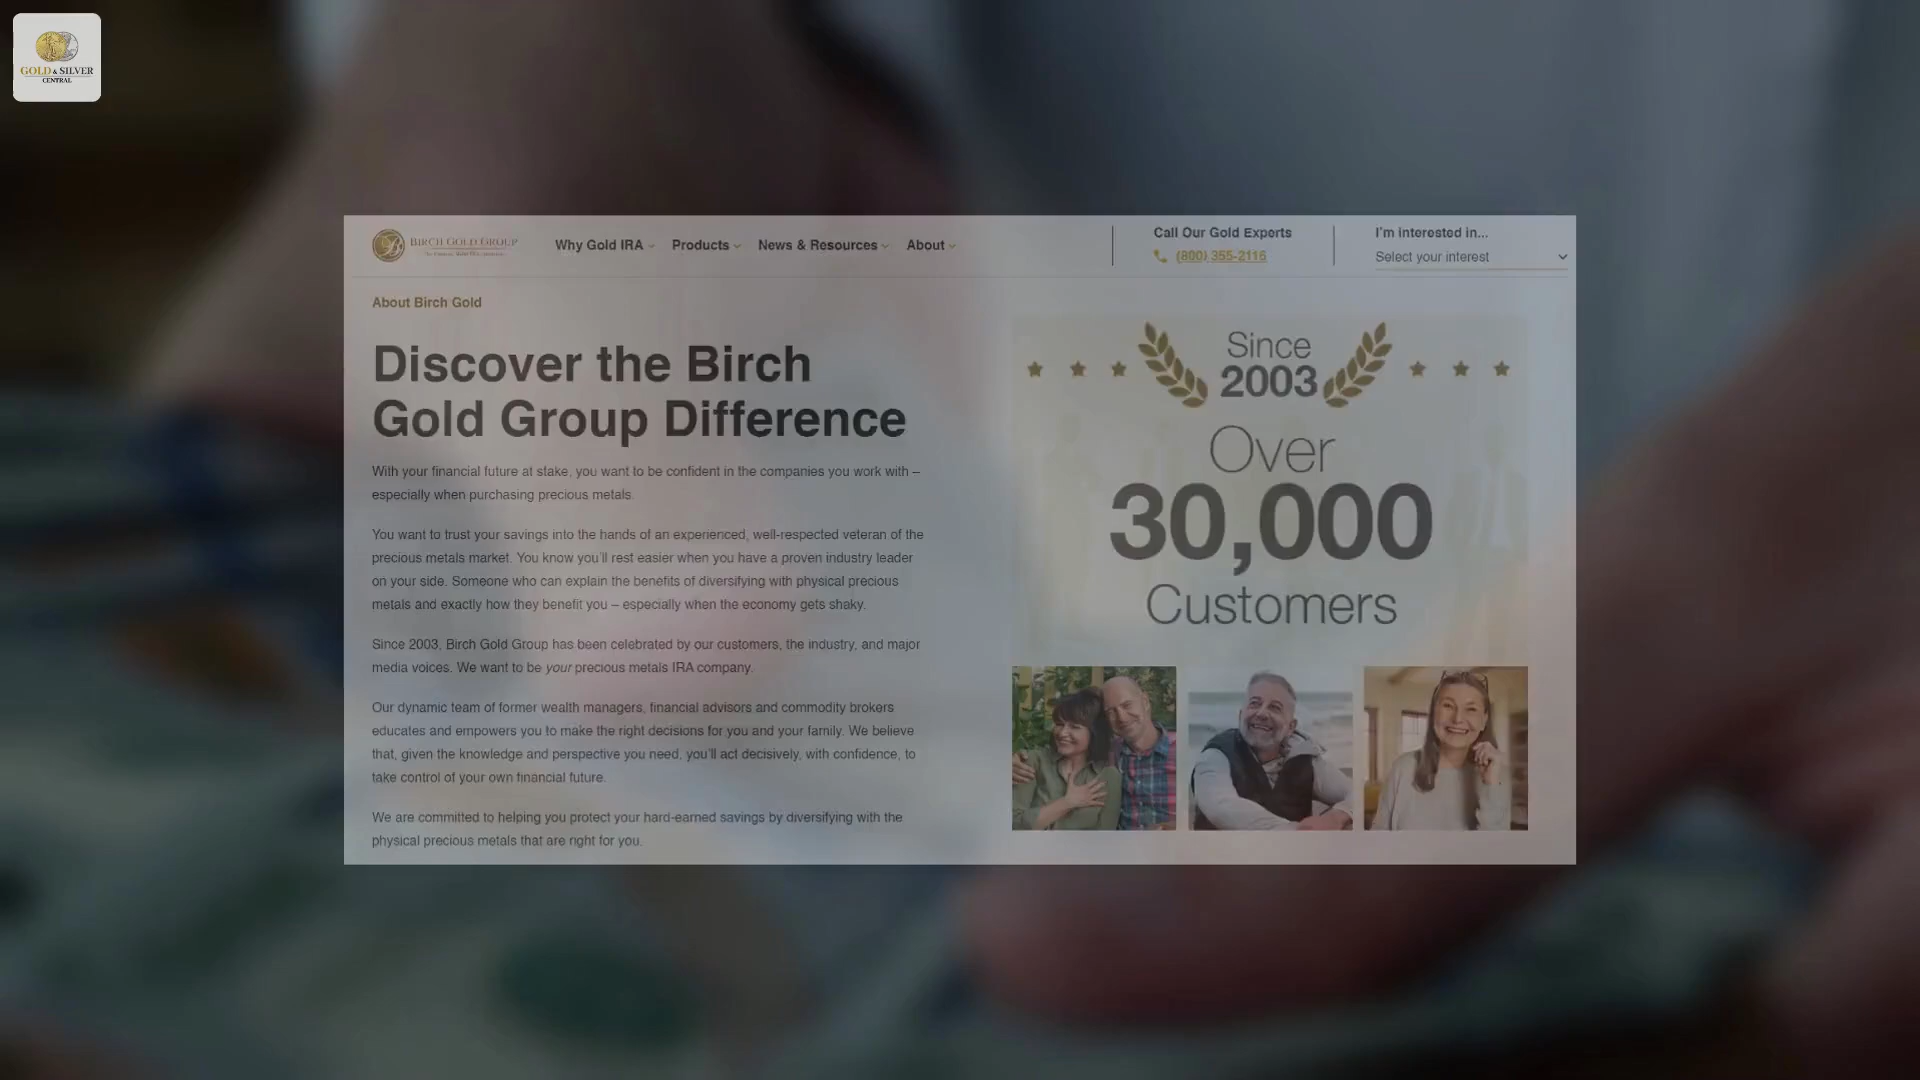 GOLD & SILVER
CENTRAL
BIRCH GOLD GROUP
Why Gold IRA
Products
News & Resources
About
Call Our Gold Experts
(800) 355-2116
I'm interested in...
Select your interest
About Birch Gold
Discover the Birch
Gold Group Difference
With your financial future at stake, you want to be confident in the companies you work with –
especially when purchasing precious metals.
You want to trust your savings into the hands of an experienced, well-respected veteran of the
precious metals market. You know you'll rest easier when you have a proven industry leader
on your side. Someone who can explain the benefits of diversifying with physical precious
metals and exactly how they benefit you – especially when the economy gets shaky.
Since 2003, Birch Gold Group has been celebrated by our customers, the industry, and major
media voices. We want to be your precious metals IRA company.
Our dynamic team of former wealth managers, financial advisors and commodity brokers
educates and empowers you to make the right decisions for you and your family. We believe
that, given the knowledge and perspective you need, you'll act decisively, with confidence, to
take control of your own financial future.
We are committed to helping you protect your hard-earned savings by diversifying with the
physical precious metals that are right for you.
Since
2003
Over
30,000
Customers